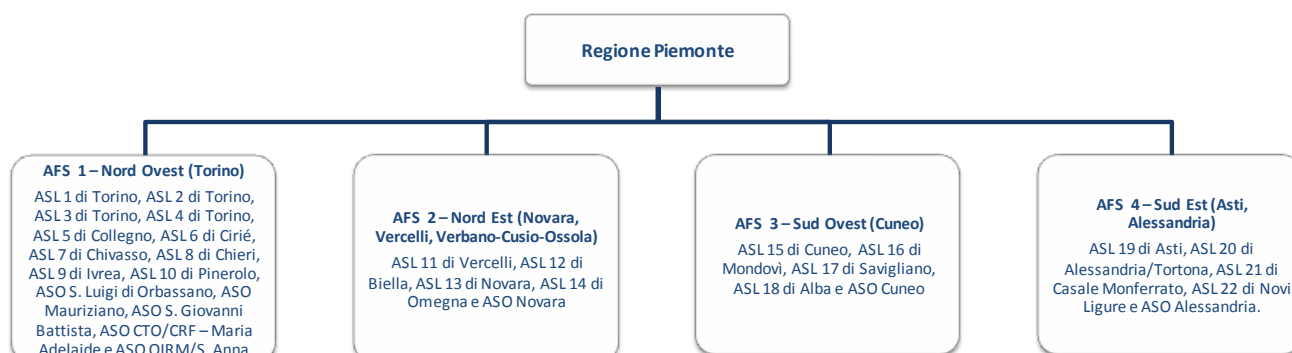 Regione Piemonte
AFS 1 – Nord Ovest (Torino)
ASL 1 di Torino, ASL 2 di Torino,
ASL 3 di Torino, ASL 4 di Torino,
ASL 5 di Collegno, ASL 6 di Cirié,
ASL 7 di Chivasso, ASL 8 di Chieri,
ASL 9 di Ivrea, ASL 10 di Pinerolo,
ASO S. Luigi di Orbassano, ASO
Mauriziano, ASO S. Giovanni
Battista, ASO CTO/CRF – Maria
Adelaide e ASO OIRM/S. Anna
AFS 2 – Nord Est (Novara,
Vercelli, Verbano-Cusio-Ossola)
ASL 11 di Vercelli, ASL 12 di
Biella, ASL 13 di Novara, ASL 14 di
Omegna e ASO Novara
AFS 3 – Sud Ovest (Cuneo)
ASL 15 di Cuneo, ASL 16 di
Mondovì, ASL 17 di Savigliano,
ASL 18 di Alba e ASO Cuneo
AFS 4 – Sud Est (Asti,
Alessandria)
ASL 19 di Asti, ASL 20 di
Alessandria/Tortona, ASL 21 di
Casale Monferrato, ASL 22 di Novi
Ligure e ASO Alessandria.